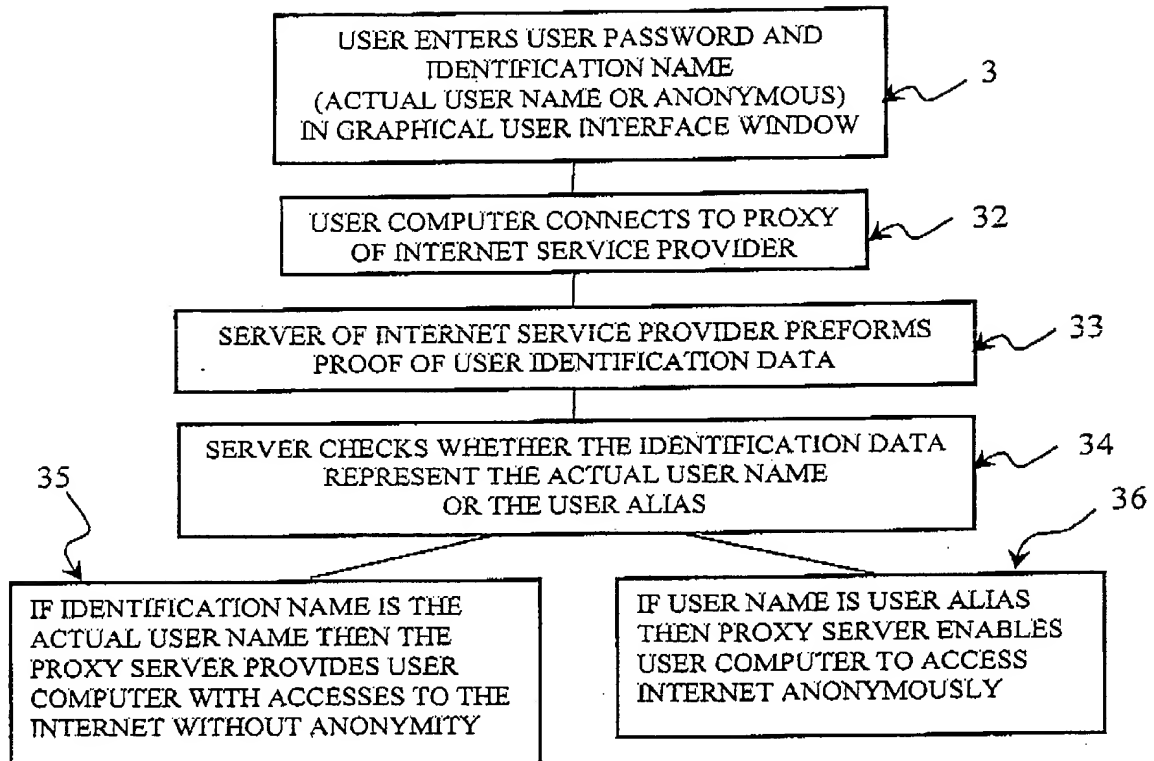 USER ENTERS USER PASSWORD AND
IDENTIFICATION NAME
(ACTUAL USER NAME OR ANONYMOUS)
IN GRAPHICAL USER INTERFACE WINDOW
3
USER COMPUTER CONNECTS TO PROXY
OF INTERNET SERVICE PROVIDER
32
SERVER OF INTERNET SERVICE PROVIDER PREFORMS
PROOF OF USER IDENTIFICATION DATA
33
SERVER CHECKS WHETHER THE IDENTIFICATION DATA
REPRESENT THE ACTUAL USER NAME
OR THE USER ALIAS
34
35
IF IDENTIFICATION NAME IS THE
ACTUAL USER NAME THEN THE
PROXY SERVER PROVIDES USER
COMPUTER WITH ACCESSES TO THE
INTERNET WITHOUT ANONYMITY
36
IF USER NAME IS USER ALIAS
THEN PROXY SERVER ENABLES
USER COMPUTER TO ACCESS
INTERNET ANONYMOUSLY